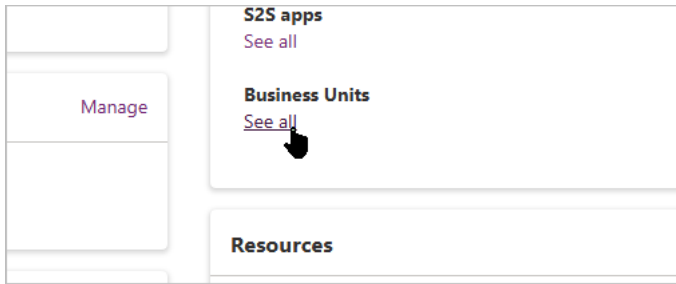 S2S apps
See all
Manage
Business Units
See all
Resources